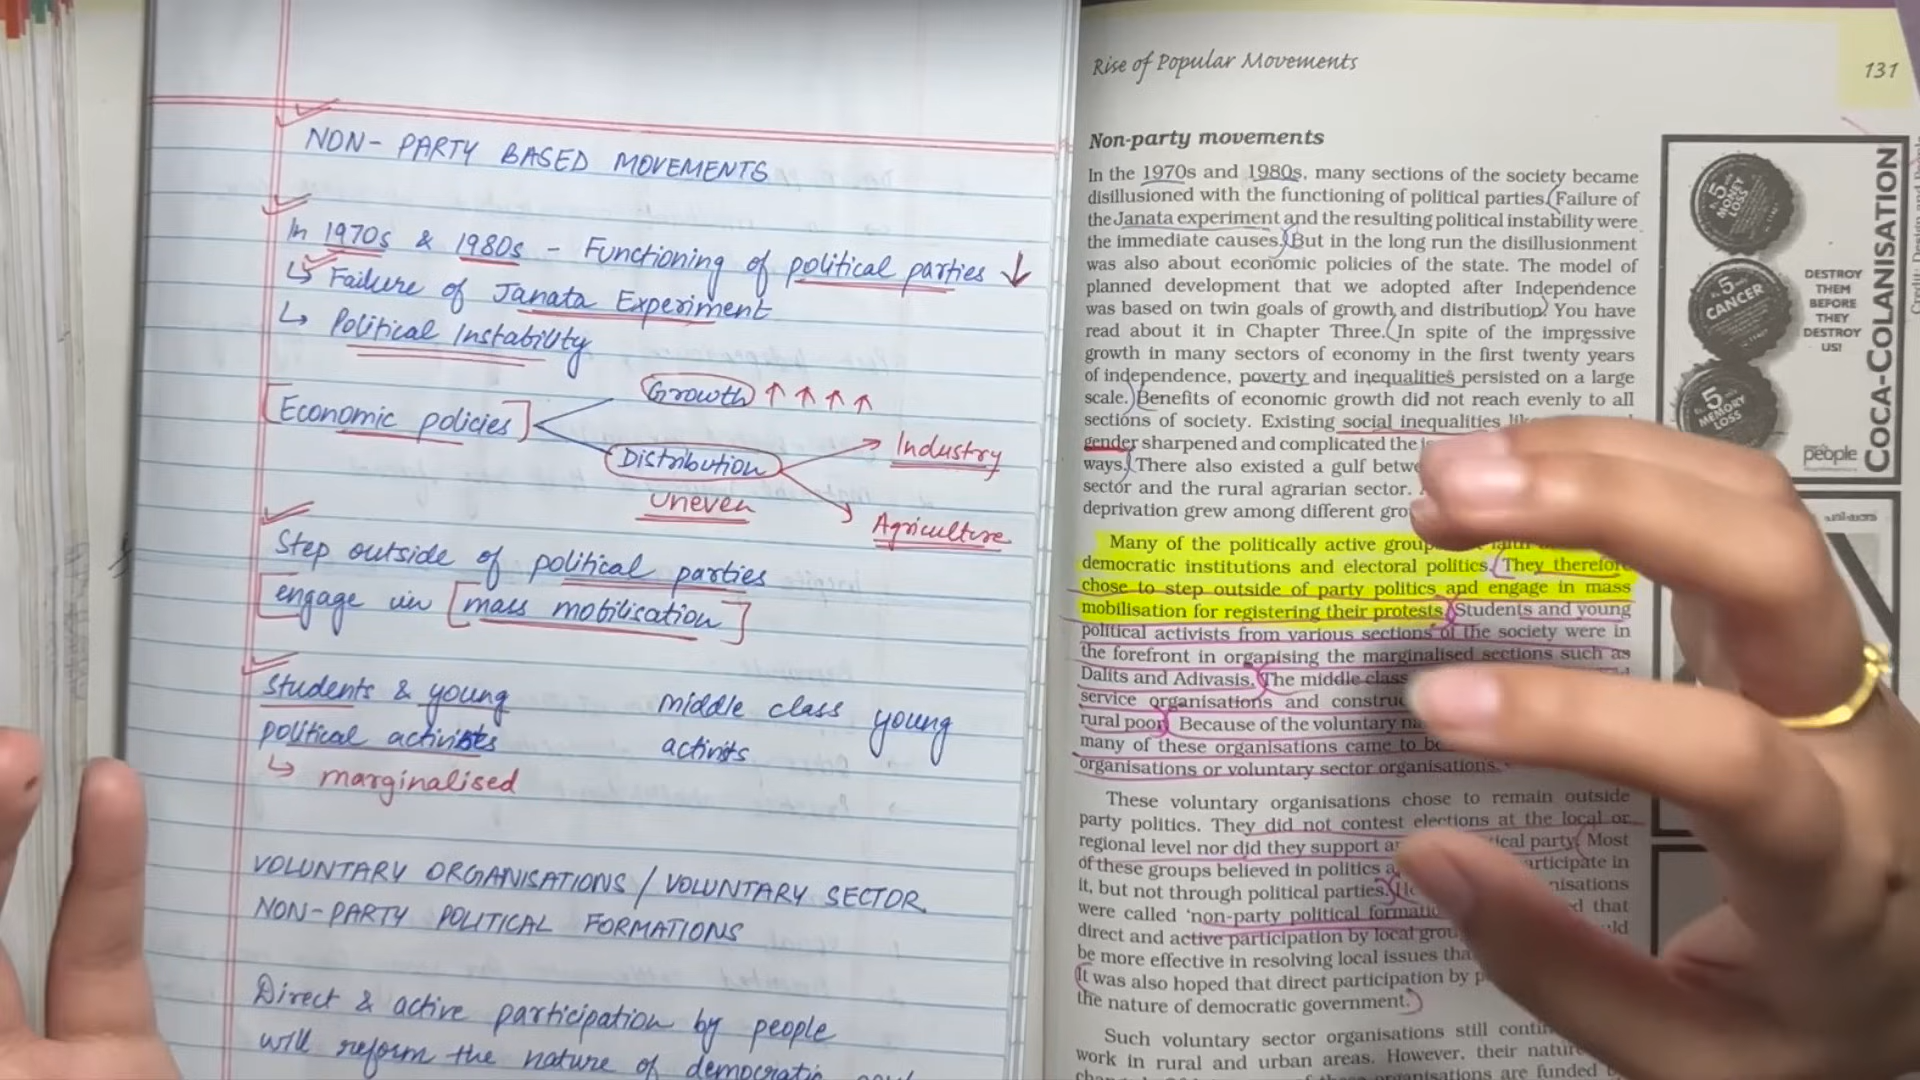 NON- PARTY BASED MOVEMENTS
In 1970s & 1980s - Functioning of political parties ↓
↳ Failure of Janata Experiment
↳ Political Instability
Economic policies
Growth ↑ ↑ ↑ ↑
Distribution
Uneven
Industry
Agriculture
Step outside of political parties
engage in mass mobilisation
Students & young
political activists
↳ marginalised
middle class young
activists
VOLUNTARY ORGANISATIONS / VOLUNTARY SECTOR
NON-PARTY POLITICAL FORMATIONS
Direct & active participation by people
will reform the nature of democratic govt
Rise of Popular Movements
131
Non-party movements
In the 1970s and 1980s, many sections of the society became
disillusioned with the functioning of political parties. Failure of
the Janata experiment and the resulting political instability were
the immediate causes. But in the long run the disillusionment
was also about economic policies of the state. The model of
planned development that we adopted after Independence
was based on twin goals of growth and distribution. You have
read about it in Chapter Three. In spite of the impressive
growth in many sectors of economy in the first twenty years
of independence, poverty and inequalities persisted on a large
scale. Benefits of economic growth did not reach evenly to all
sections of society. Existing social inequalities
gender sharpened and complicated the
ways. There also existed a gulf
sector and the rural agrarian sector.
deprivation grew among different
Many of the politically active
democratic institutions and electoral politics. They therefore
chose to step outside of party politics and engage in mass
mobilisation for registering their protests. Students and young
political activists from various sections of the society were in
the forefront in organising the marginalised sections such as
Dalits and Adivasis. The middle class
service organisations and
rural poor. Because of the voluntary
many of these organisations came to
organisations or voluntary sector organisations.
These voluntary organisations chose to remain outside
party politics. They did not contest elections at the local or
regional level nor did they support party. Most
of these groups believed in politics
it, but not through political parties.
were called 'non-party political that
direct and active participation by local
be more effective in resolving local issues
It was also hoped that direct participation by
the nature of democratic government.
Such voluntary sector organisations still
work in rural and urban areas. However, their
organisations are funded
5 MONEY LOSS
5 CANCER
5 MEMORY LOSS
DESTROY
THEM
BEFORE
THEY
DESTROY
US!
people
COCA-COLANISATION